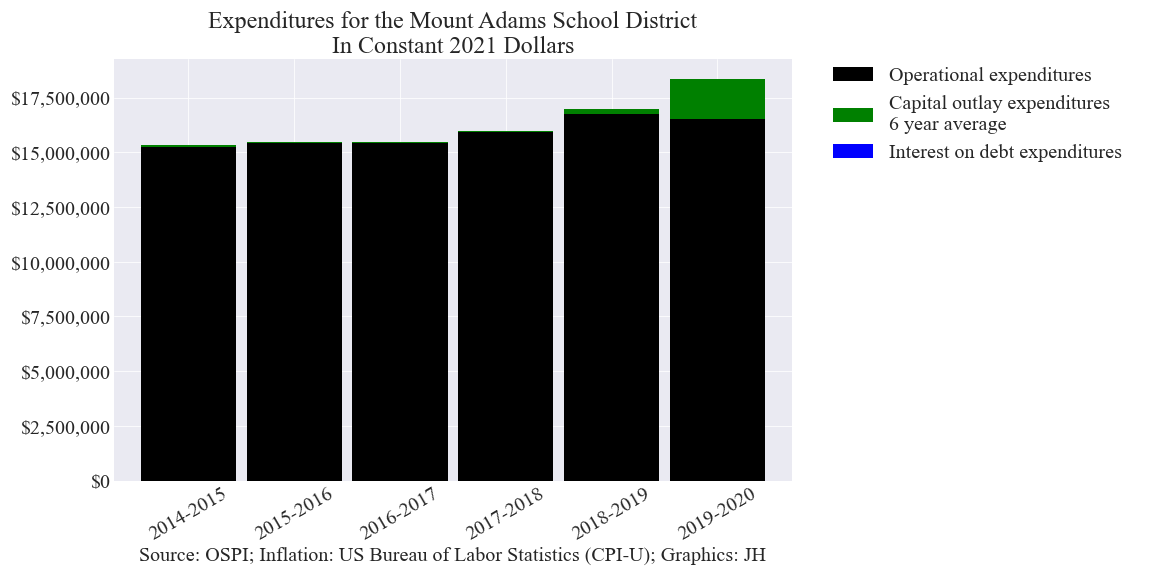 Expenditures for the Mount Adams School District
In Constant 2021 Dollars
$17,500,000
$15,000,000
$12,500,000
$10,000,000
$7,500,000
$5,000,000
$2,500,000
$0
2014-2015
2015-2016
2016-2017
2017-2018
2018-2019
2019-2020
Source: OSPI; Inflation: US Bureau of Labor Statistics (CPI-U); Graphics: JH
Operational expenditures
Capital outlay expenditures
6 year average
Interest on debt expenditures